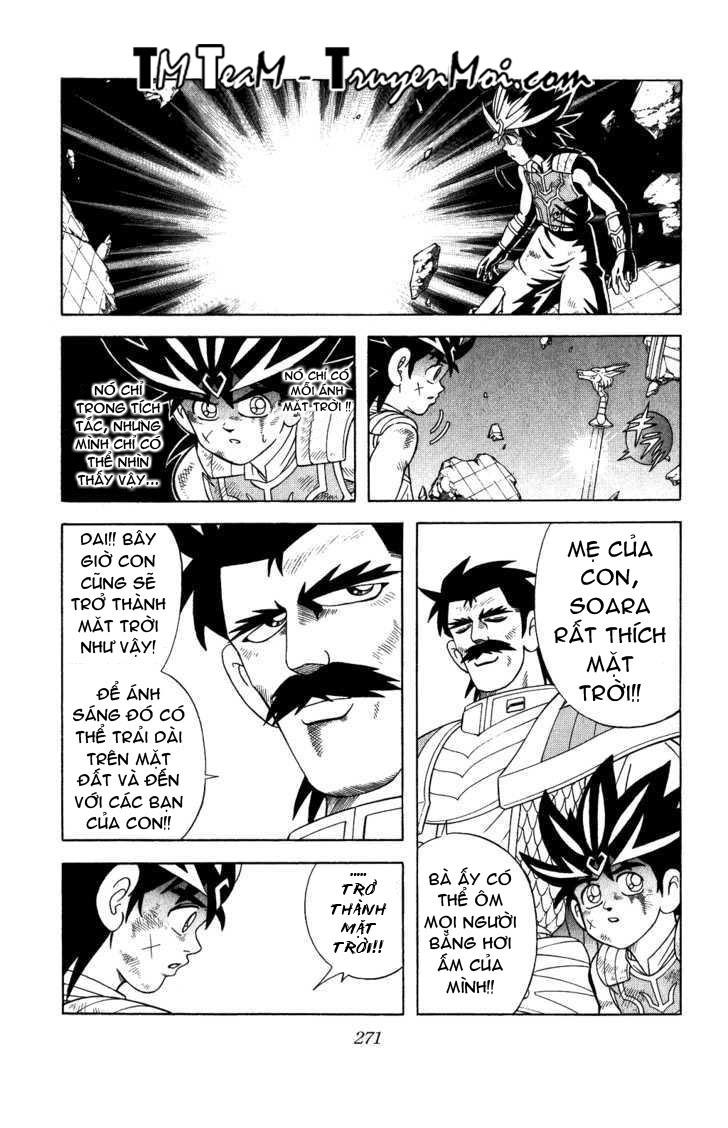 TM TeaM - TruyenMoi.com
NÓ CHỈ CÓ
MỖI ÁNH
MẶT TRỜI !!
NÓ CHỈ
TRONG TÍCH
TẮC, NHƯNG
MÌNH CHỈ CÓ
THỂ NHÌN
THẤY VẬY...
MẸ CỦA
CON,
SOARA
RẤT THÍCH
MẶT
TRỜI!!
BÀ ẤY CÓ
THỂ ÔM
MỌI NGƯỜI
BẰNG HƠI
ẤM CỦA
MÌNH!!
DAI!! BÂY
GIỜ CON
CŨNG SẼ
TRỞ THÀNH
MẶT TRỜI
NHƯ VẬY!
ĐỂ ÁNH
SÁNG ĐÓ CÓ
THỂ TRẢI DÀI
TRÊN MẶT
ĐẤT VÀ ĐẾN
VỚI CÁC BẠN
CỦA CON!!
.....
TRỞ
THÀNH
MẶT
TRỜI!!
271